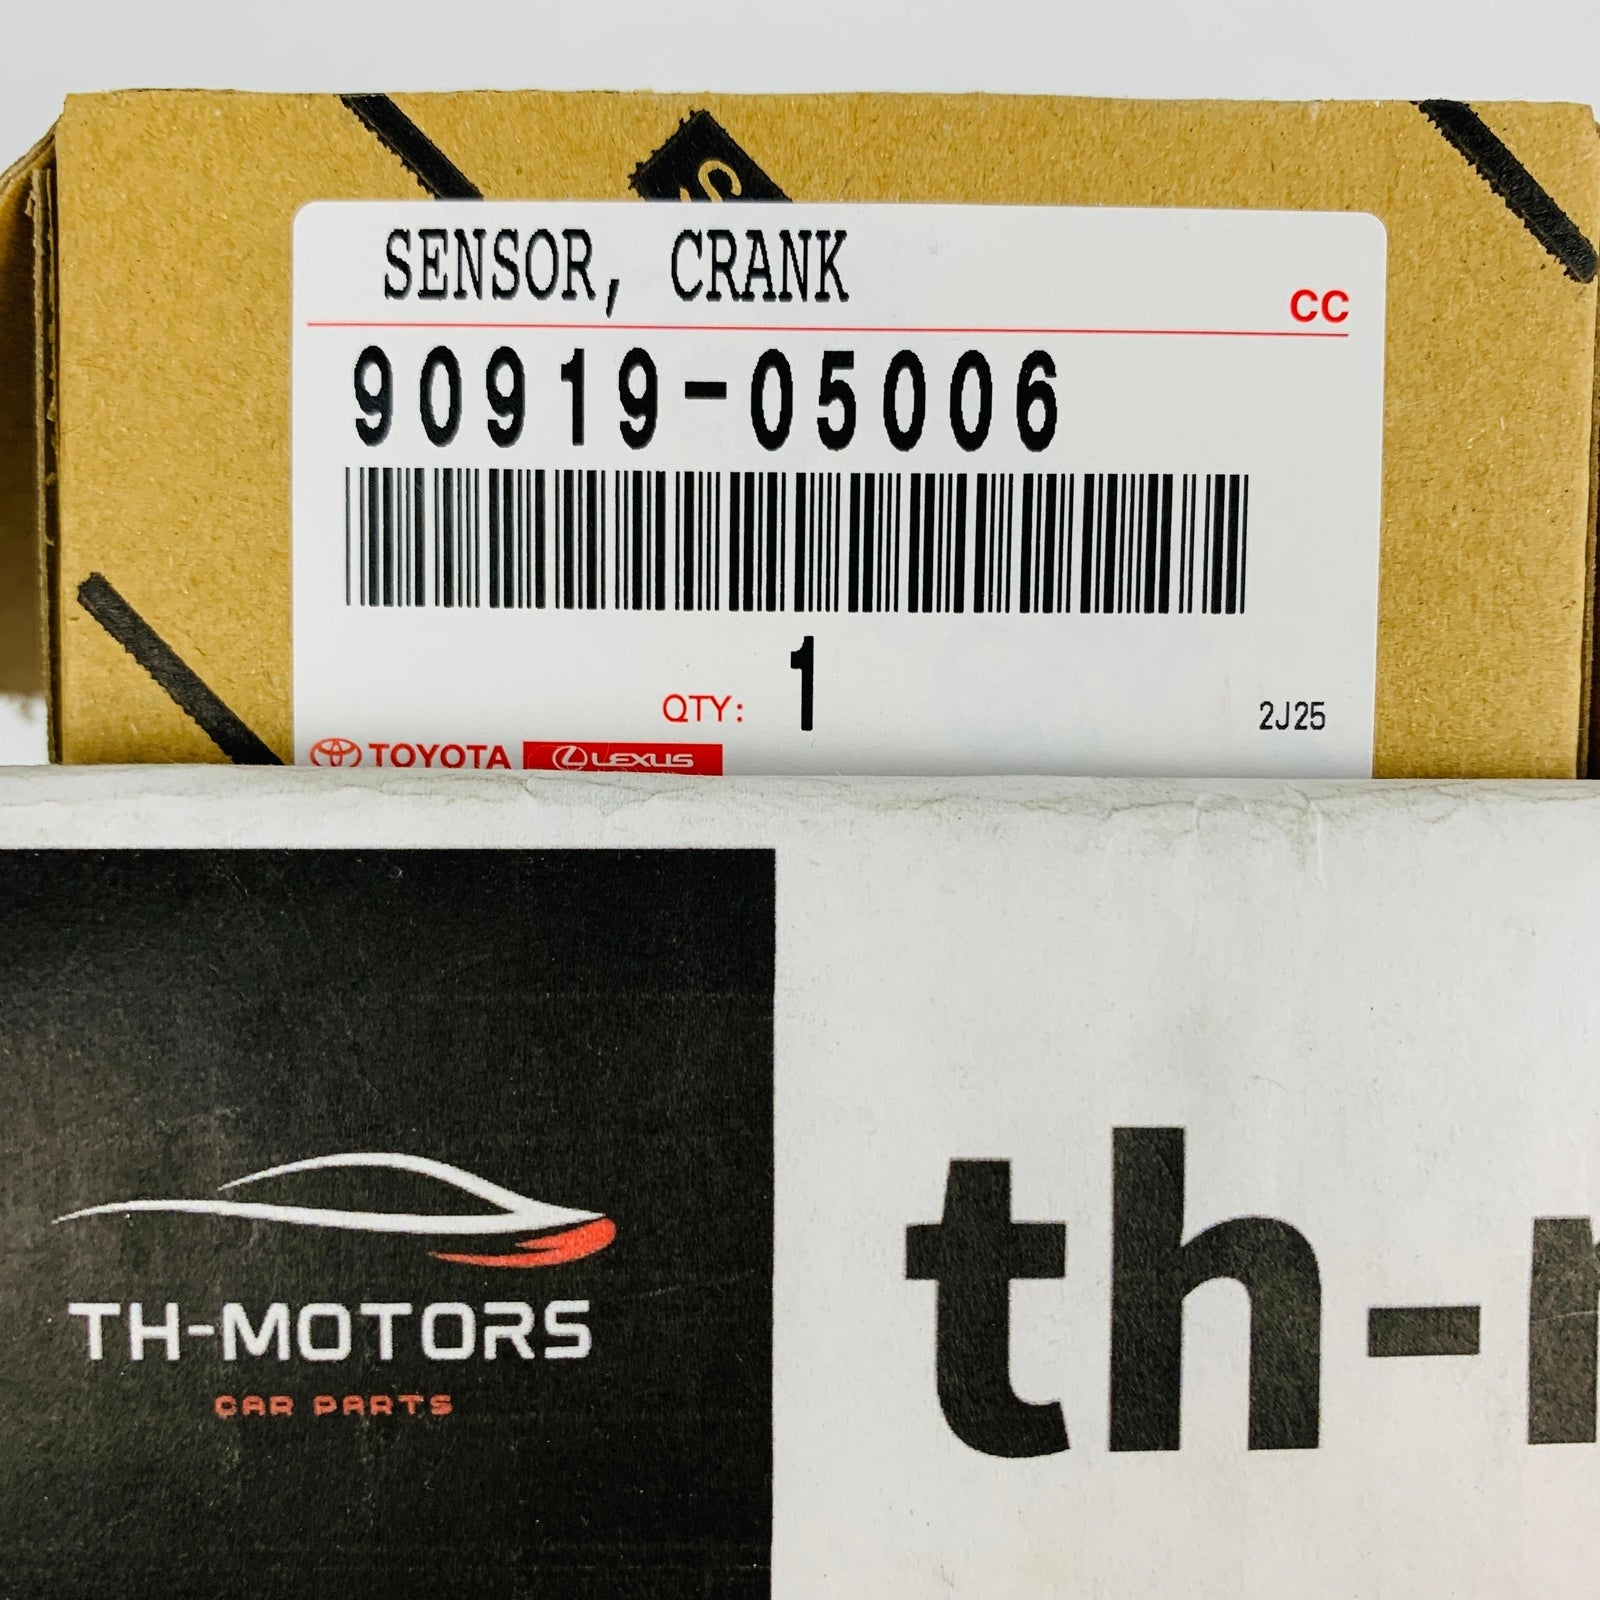 SENSOR, CRANK
CC
90919-05006
QTY: 1
2J25
TOYOTA LEXUS
TH-MOTORS
CAR PARTS
th-